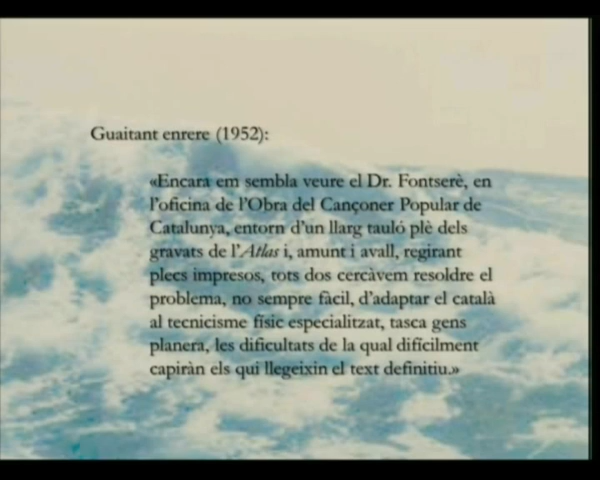 Guaitant enrere (1952):
«Encara em sembla veure el Dr. Fontserè, en
l'oficina de l'Obra del Cançoner Popular de
Catalunya, entorn d'un llarg tauló plè dels
gravats de l'Atlas i, amunt i avall, regirant
plecs impresos, tots dos cercàvem resoldre el
problema, no sempre fàcil, d'adaptar el català
al tecnicisme físic especialitzat, tasca gens
planera, les dificultats de la qual difícilment
capiràn els qui llegeixin el text definitiu.»